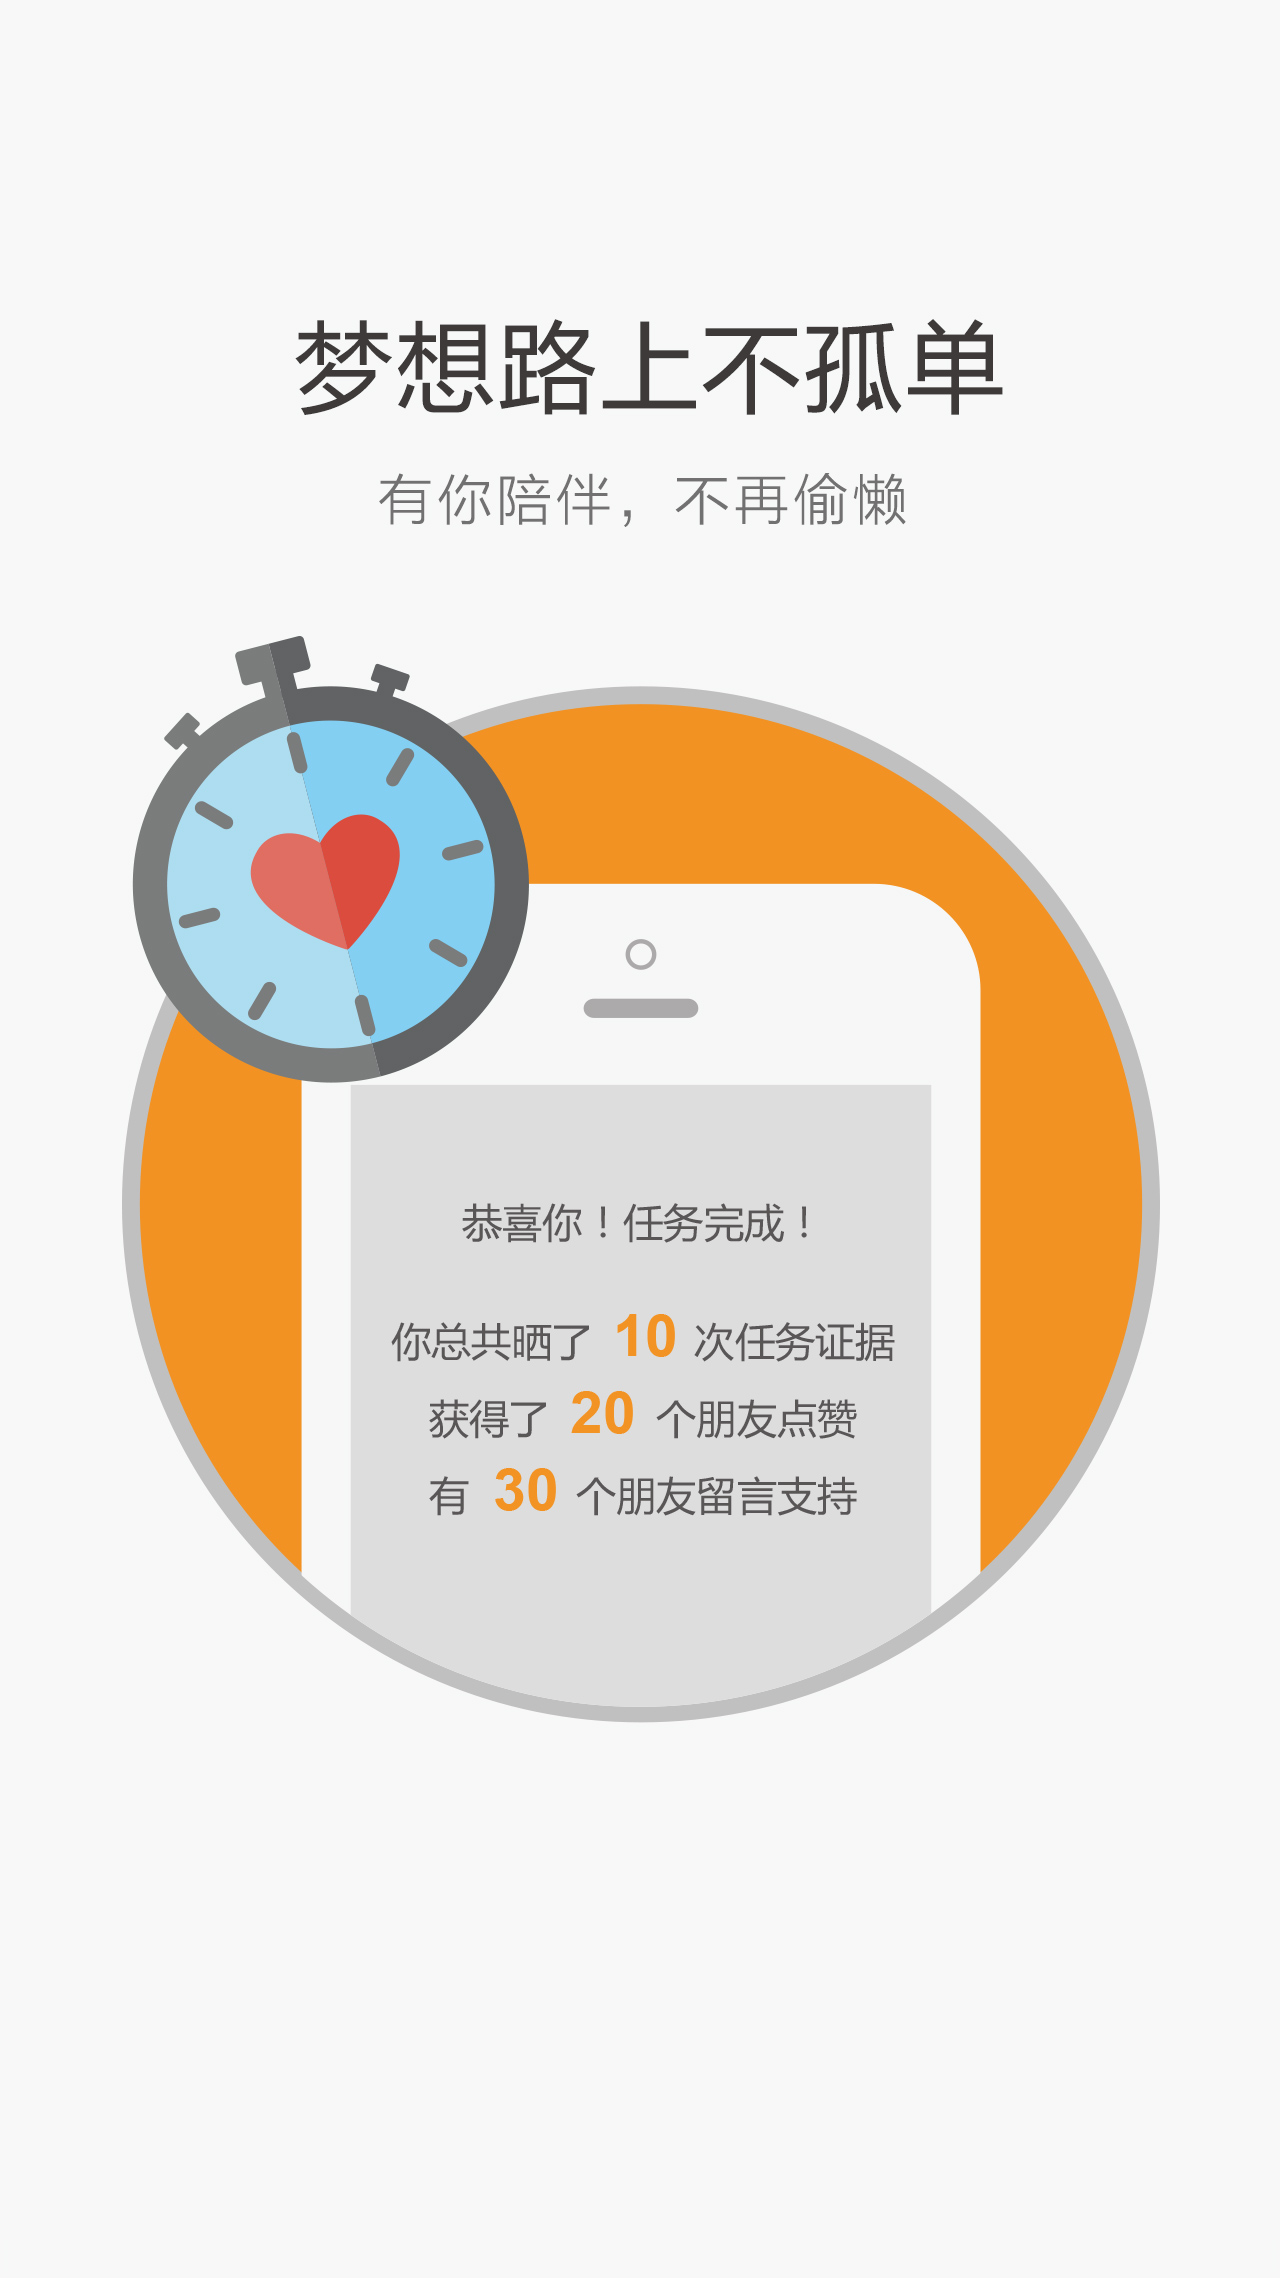 梦想路上不孤单
有你陪伴，不再偷懒
恭喜你！任务完成！
你总共晒了 10 次任务证据
获得了 20 个朋友点赞
有 30 个朋友留言支持